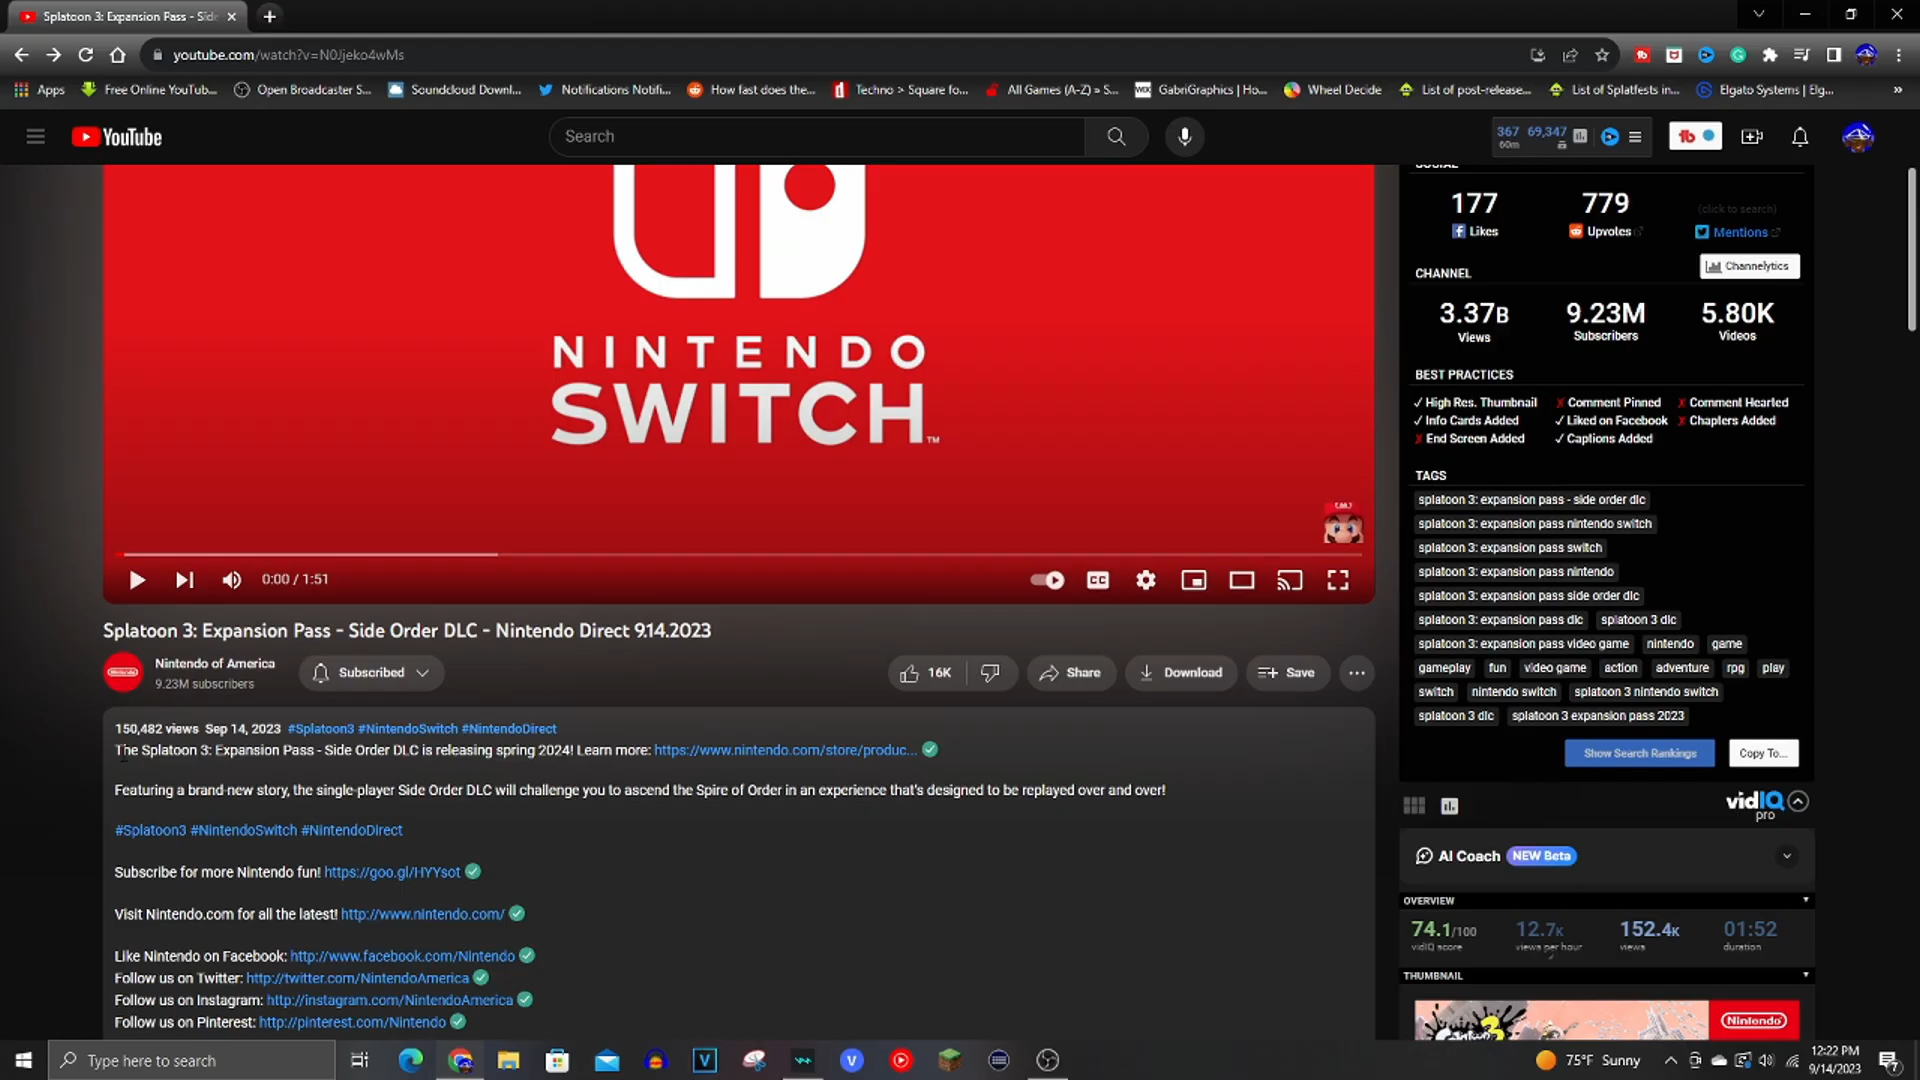 Splatoon 3: Expansion Pass - Side
youtube.com/watch?v=N0Jjeko4wMs
Apps
Free Online YouTub...
Open Broadcaster S...
Soundcloud Downl...
Notifications Notifi...
How fast does the...
Techno > Square fo...
All Games (A-Z) » S...
GabriGraphics | Ho...
Wheel Decide
List of post-release...
List of Splatfests in...
Elgato Systems | Elg...
YouTube
Search
367 69,347
60m
NINTENDO
SWITCH
TM
0:00 / 1:51
CC
Splatoon 3: Expansion Pass - Side Order DLC - Nintendo Direct 9.14.2023
Nintendo of America
9.23M subscribers
Subscribed
16K
Share
Download
Save
150,482 views Sep 14, 2023 #Splatoon3 #NintendoSwitch #NintendoDirect
The Splatoon 3: Expansion Pass - Side Order DLC is releasing spring 2024! Learn more: https://www.nintendo.com/store/produc...
Featuring a brand-new story, the single-player Side Order DLC will challenge you to ascend the Spire of Order in an experience that's designed to be replayed over and over!
#Splatoon3 #NintendoSwitch #NintendoDirect
Subscribe for more Nintendo fun! https://goo.gl/HYYsot
Visit Nintendo.com for all the latest! http://www.nintendo.com/
Like Nintendo on Facebook: http://www.facebook.com/Nintendo
Follow us on Twitter: http://twitter.com/NintendoAmerica
Follow us on Instagram: http://instagram.com/NintendoAmerica
Follow us on Pinterest: http://pinterest.com/Nintendo
SOCIAL
177 779 (click to search)
Likes Upvotes Mentions
Channelytics
CHANNEL
3.37B 9.23M 5.80K
Views Subscribers Videos
BEST PRACTICES
✓ High Res. Thumbnail ✗ Comment Pinned ✗ Comment Hearted
✓ Info Cards Added ✓ Liked on Facebook ✗ Chapters Added
✗ End Screen Added ✓ Captions Added
TAGS
splatoon 3: expansion pass - side order dlc
splatoon 3: expansion pass nintendo switch
splatoon 3: expansion pass switch
splatoon 3: expansion pass nintendo
splatoon 3: expansion pass side order dlc
splatoon 3: expansion pass dlc splatoon 3 dlc
splatoon 3: expansion pass video game nintendo game
gameplay fun video game action adventure rpg play
switch nintendo switch splatoon 3 nintendo switch
splatoon 3 dlc splatoon 3 expansion pass 2023
Show Search Rankings Copy To...
vidIQ
pro
AI Coach NEW Beta
OVERVIEW
74.1/100 12.7K 152.4K 01:52
vidIQ score views per hour views duration
THUMBNAIL
Nintendo
Type here to search
75°F Sunny
12:22 PM
9/14/2023
7